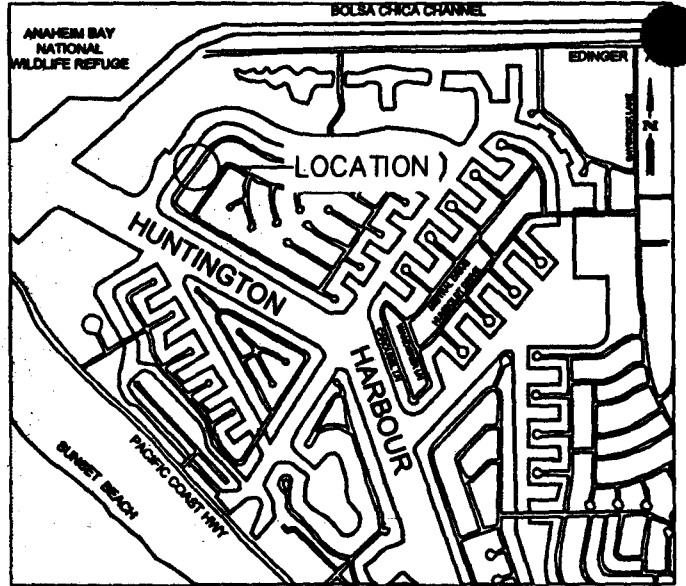 BOLSA CHICA CHANNEL
ANAHEIM BAY
NATIONAL
WILDLIFE REFUGE
EDINGER
N
LOCATION )
HUNTINGTON
HARBOUR
PACIFIC COAST HWY
SUNSET BEACH